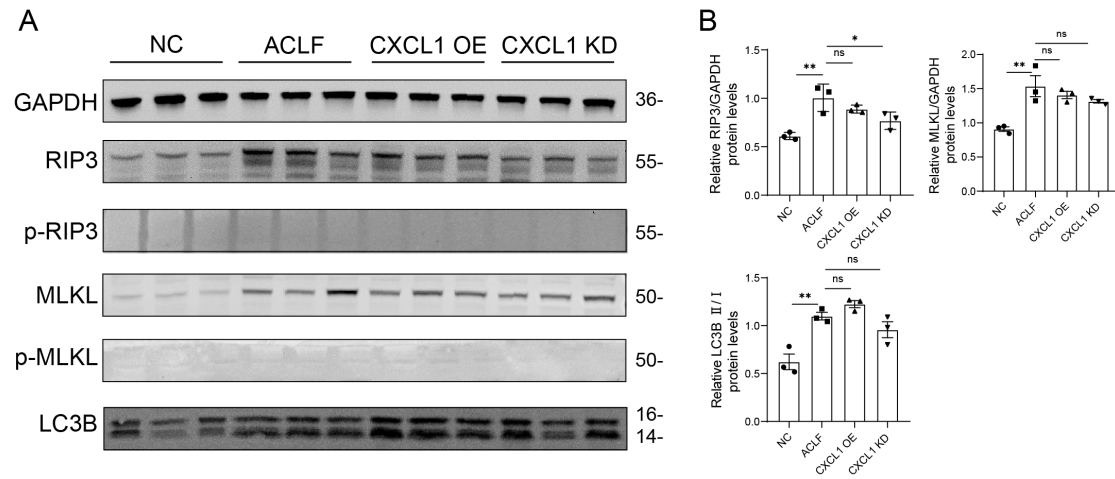 A
NC ACLF CXCL1 OE CXCL1 KD
GAPDH 36-
RIP3 55-
p-RIP3 55-
MLKL 50-
p-MLKL 50-
LC3B 16-
14-
B
Relative RIP3/GAPDH
protein levels
1.5
1.0
0.5
0.0
**
ns
*
NC
ACLF
CXCL1 OE
CXCL1 KD
Relative MLKL/GAPDH
protein levels
2.0
1.5
1.0
0.5
0.0
**
ns
ns
NC
ACLF
CXCL1 OE
CXCL1 KD
Relative LC3B Ⅱ/Ⅰ
protein levels
1.5
1.0
0.5
0.0
**
ns
ns
NC
ACLF
CXCL1 OE
CXCL1 KD